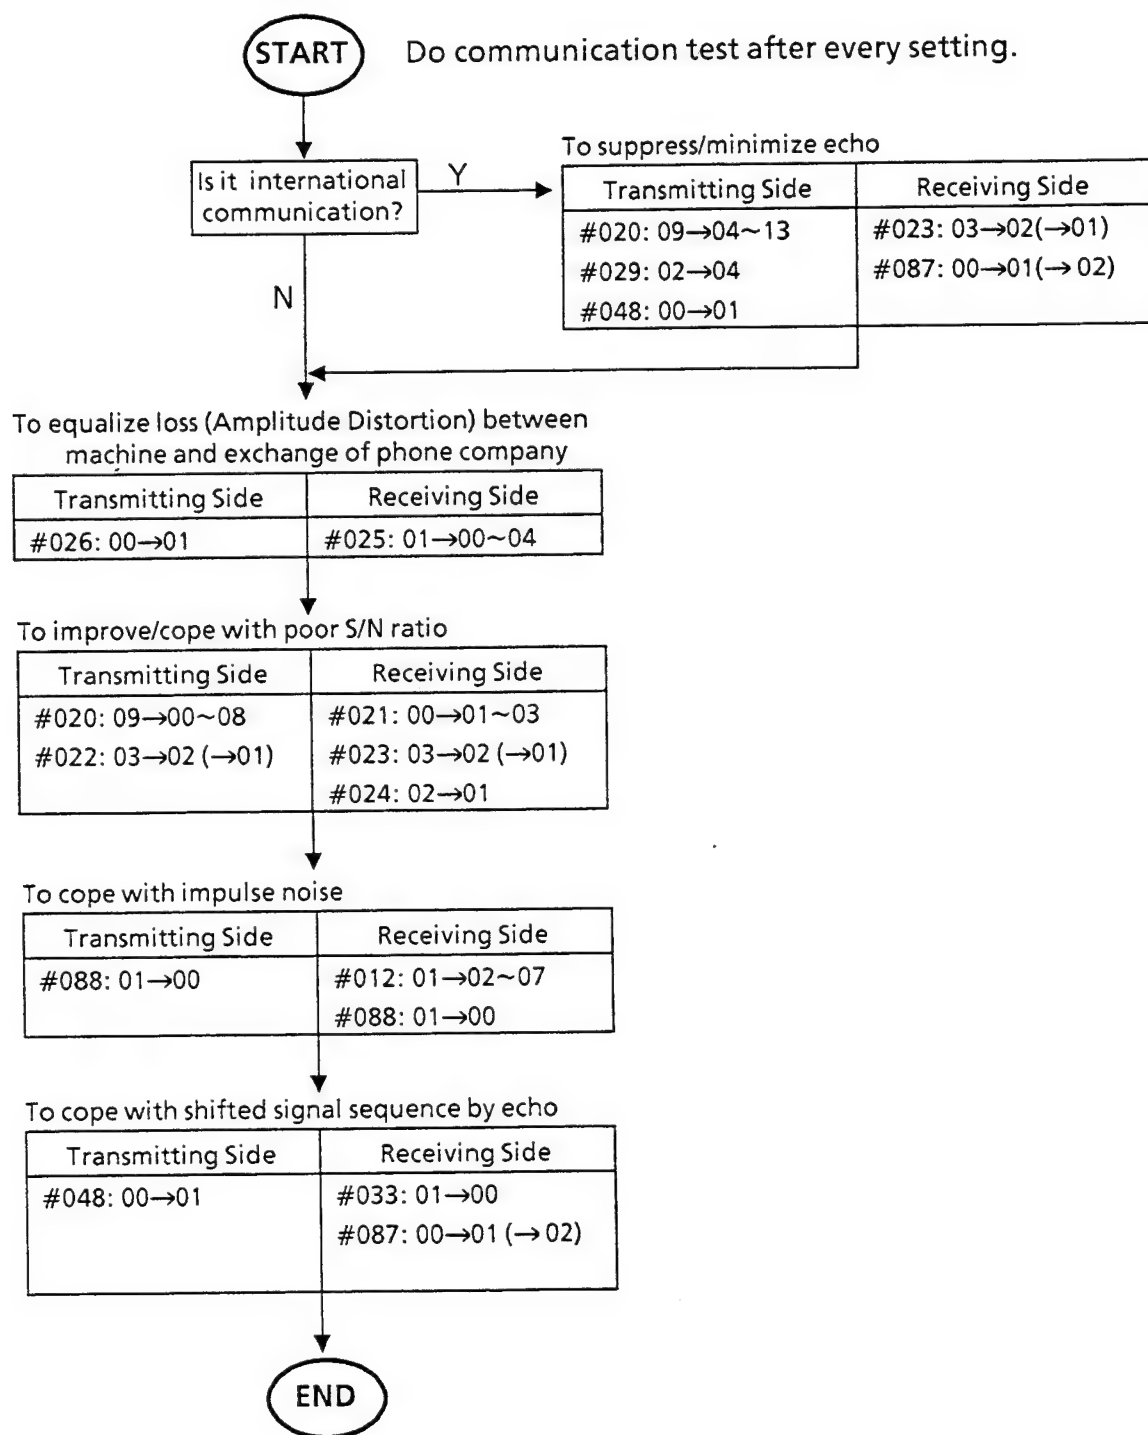 START
Do communication test after every setting.
Is it international
communication?
Y
N
To suppress/minimize echo
Transmitting Side
Receiving Side
#020: 09→04~13
#023: 03→02(→01)
#029: 02→04
#087: 00→01(→02)
#048: 00→01
To equalize loss (Amplitude Distortion) between
machine and exchange of phone company
Transmitting Side
Receiving Side
#026: 00→01
#025: 01→00~04
To improve/cope with poor S/N ratio
Transmitting Side
Receiving Side
#020: 09→00~08
#021: 00→01~03
#022: 03→02 (→01)
#023: 03→02 (→01)
#024: 02→01
To cope with impulse noise
Transmitting Side
Receiving Side
#088: 01→00
#012: 01→02~07
#088: 01→00
To cope with shifted signal sequence by echo
Transmitting Side
Receiving Side
#048: 00→01
#033: 01→00
#087: 00→01 (→02)
END